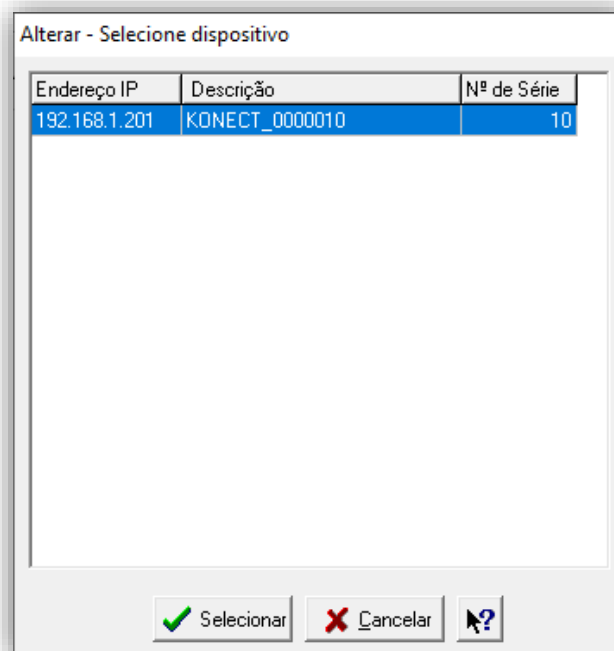 Alterar - Selecione dispositivo
Endereço IP Descrição Nº de Série
192.168.1.201 KONECT_0000010 10
Selecionar Cancelar ?